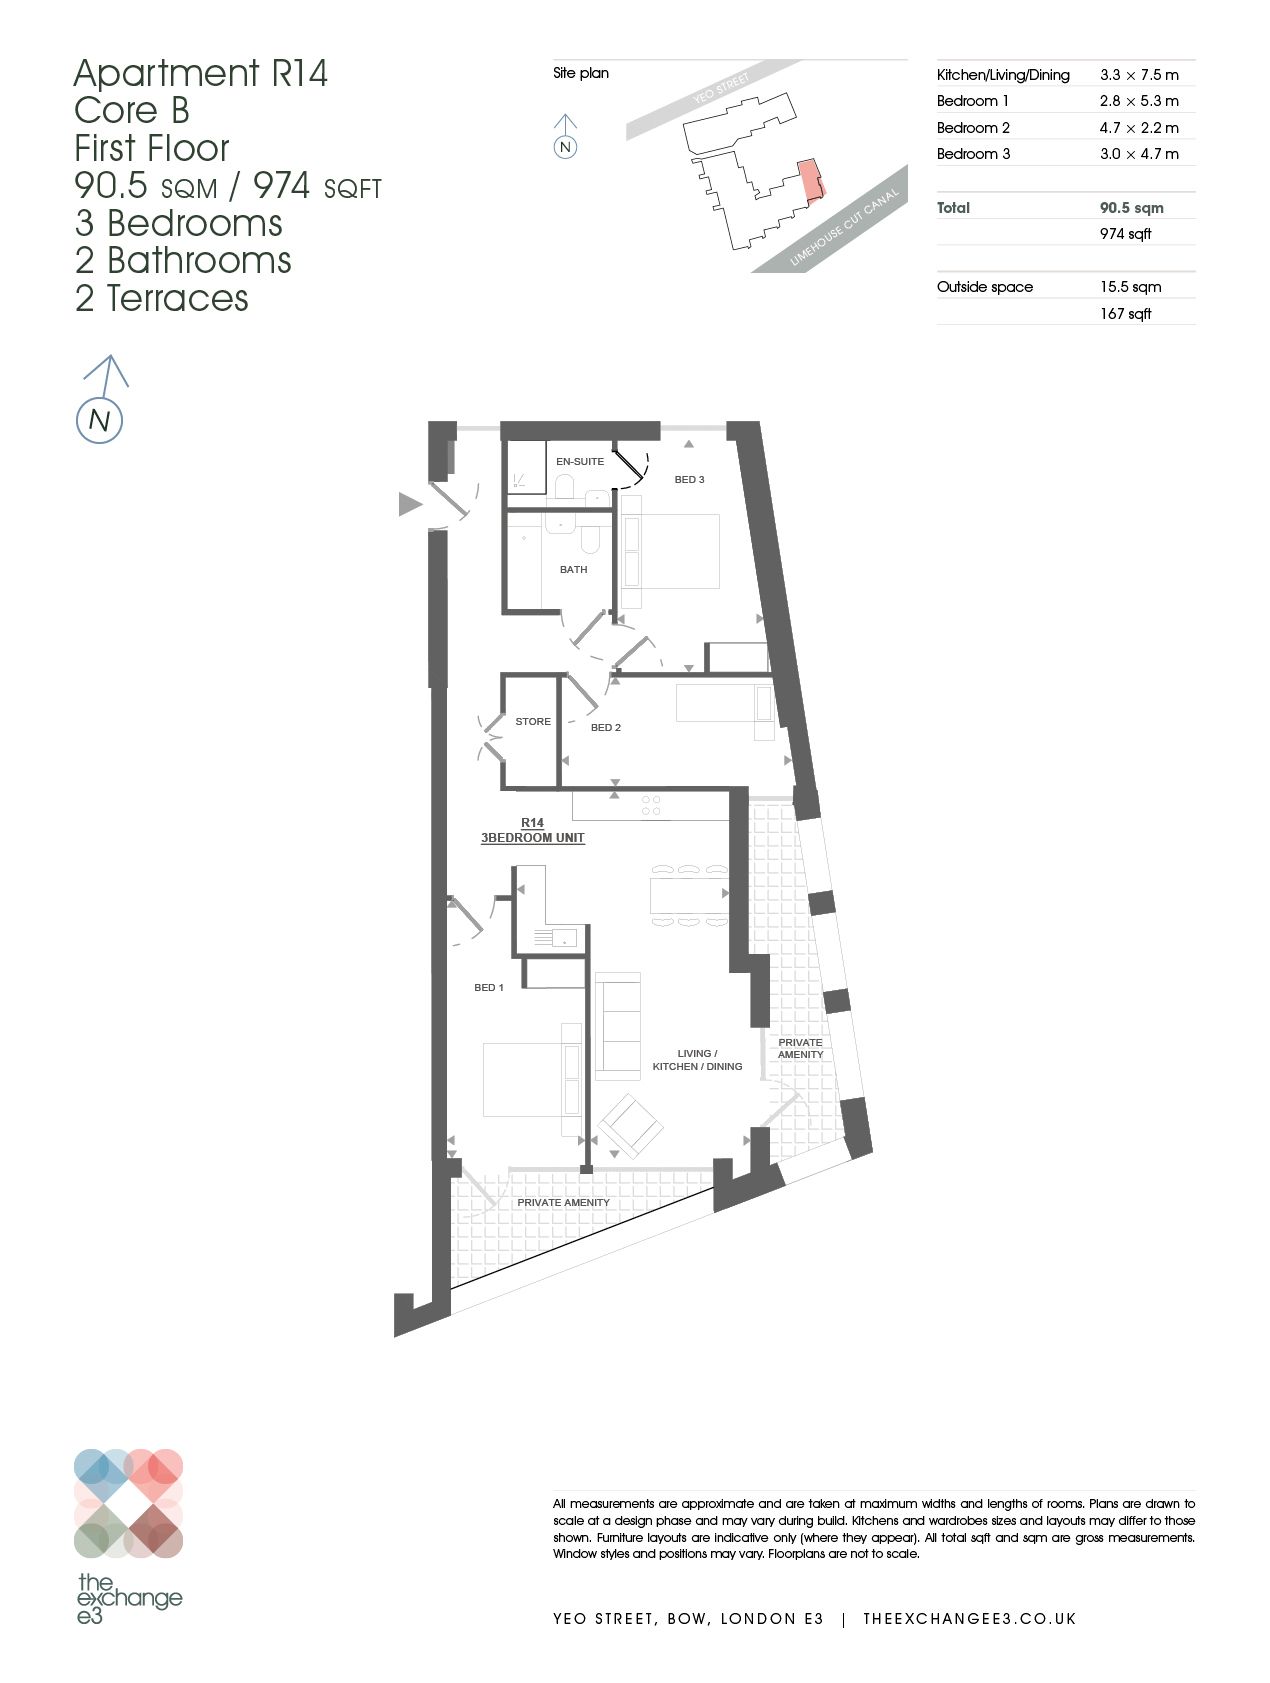 Apartment R14
Core B
First Floor
90.5 SQM / 974 SQFT
3 Bedrooms
2 Bathrooms
2 Terraces
N
Site plan
N
YEO STREET
LIMEHOUSE CUT CANAL
Kitchen/Living/Dining 3.3 × 7.5 m
Bedroom 1 2.8 × 5.3 m
Bedroom 2 4.7 × 2.2 m
Bedroom 3 3.0 × 4.7 m
Total 90.5 sqm
974 sqft
Outside space 15.5 sqm
167 sqft
EN-SUITE
BED 3
BATH
STORE
BED 2
R14
3BEDROOM UNIT
BED 1
LIVING /
KITCHEN / DINING
PRIVATE
AMENITY
PRIVATE AMENITY
the
exchange
e3
All measurements are approximate and are taken at maximum widths and lengths of rooms. Plans are drawn to
scale at a design phase and may vary during build. Kitchens and wardrobes sizes and layouts may differ to those
shown. Furniture layouts are indicative only (where they appear). All total sqft and sqm are gross measurements.
Window styles and positions may vary. Floorplans are not to scale.
YEO STREET, BOW, LONDON E3 | THEEXCHANGEE3.CO.UK